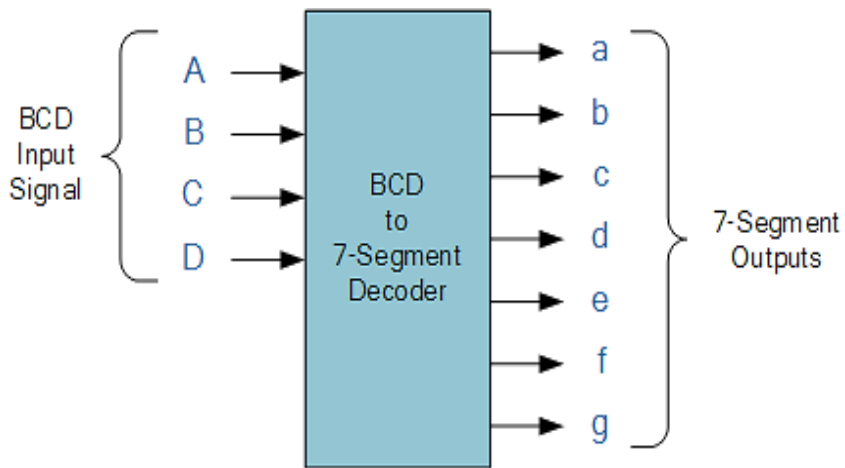 BCD
Input
Signal
A
B
C
D
BCD
to
7-Segment
Decoder
a
b
c
d
e
f
g
7-Segment
Outputs